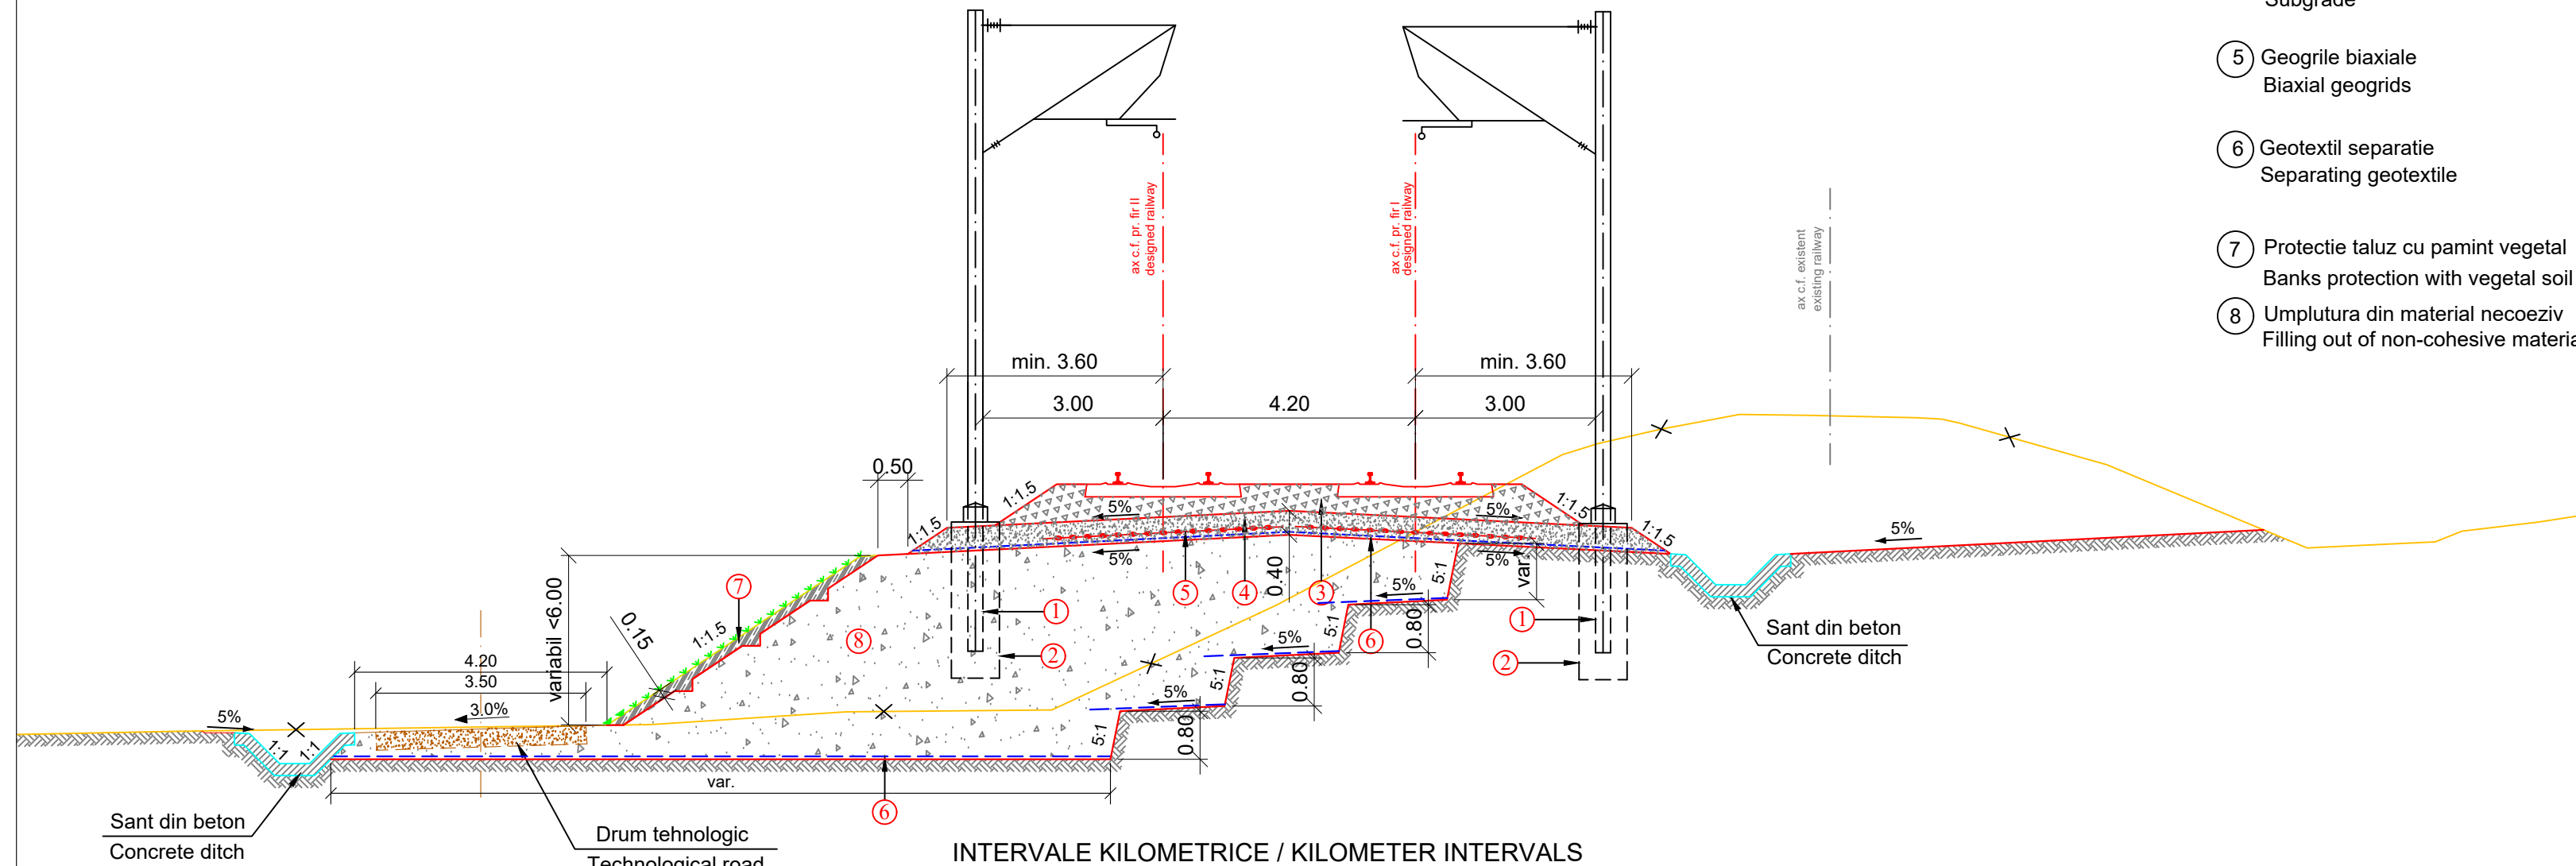 Subgrade
5 Geogrile biaxiale
Biaxial geogrids
6 Geotextil separatie
Separating geotextile
7 Protectie taluz cu pamint vegetal
Banks protection with vegetal soil
8 Umplutura din material necoeziv
Filling out of non-cohesive materia
ax c.f. pr. fir II
designed railway
ax c.f. pr. fir I
designed railway
ax c.f. existent
existing railway
min. 3.60
min. 3.60
3.00
4.20
3.00
0.50
1:1.5
1:1.5
5%
5%
1:1.5
1:1.5
5%
5%
5%
variabil <6.00
7
0.15
1:1.5
8
1
2
5
4
0.40
3
6
5%
5:1
var.
1
2
0.80
5:1
5%
0.80
5:1
5%
0.80
5:1
Sant din beton
Concrete ditch
4.20
3.50
3.0%
5%
1:1
1:1
var.
6
Sant din beton
Concrete ditch
Drum tehnologic
Technological road
INTERVALE KILOMETRICE / KILOMETER INTERVALS